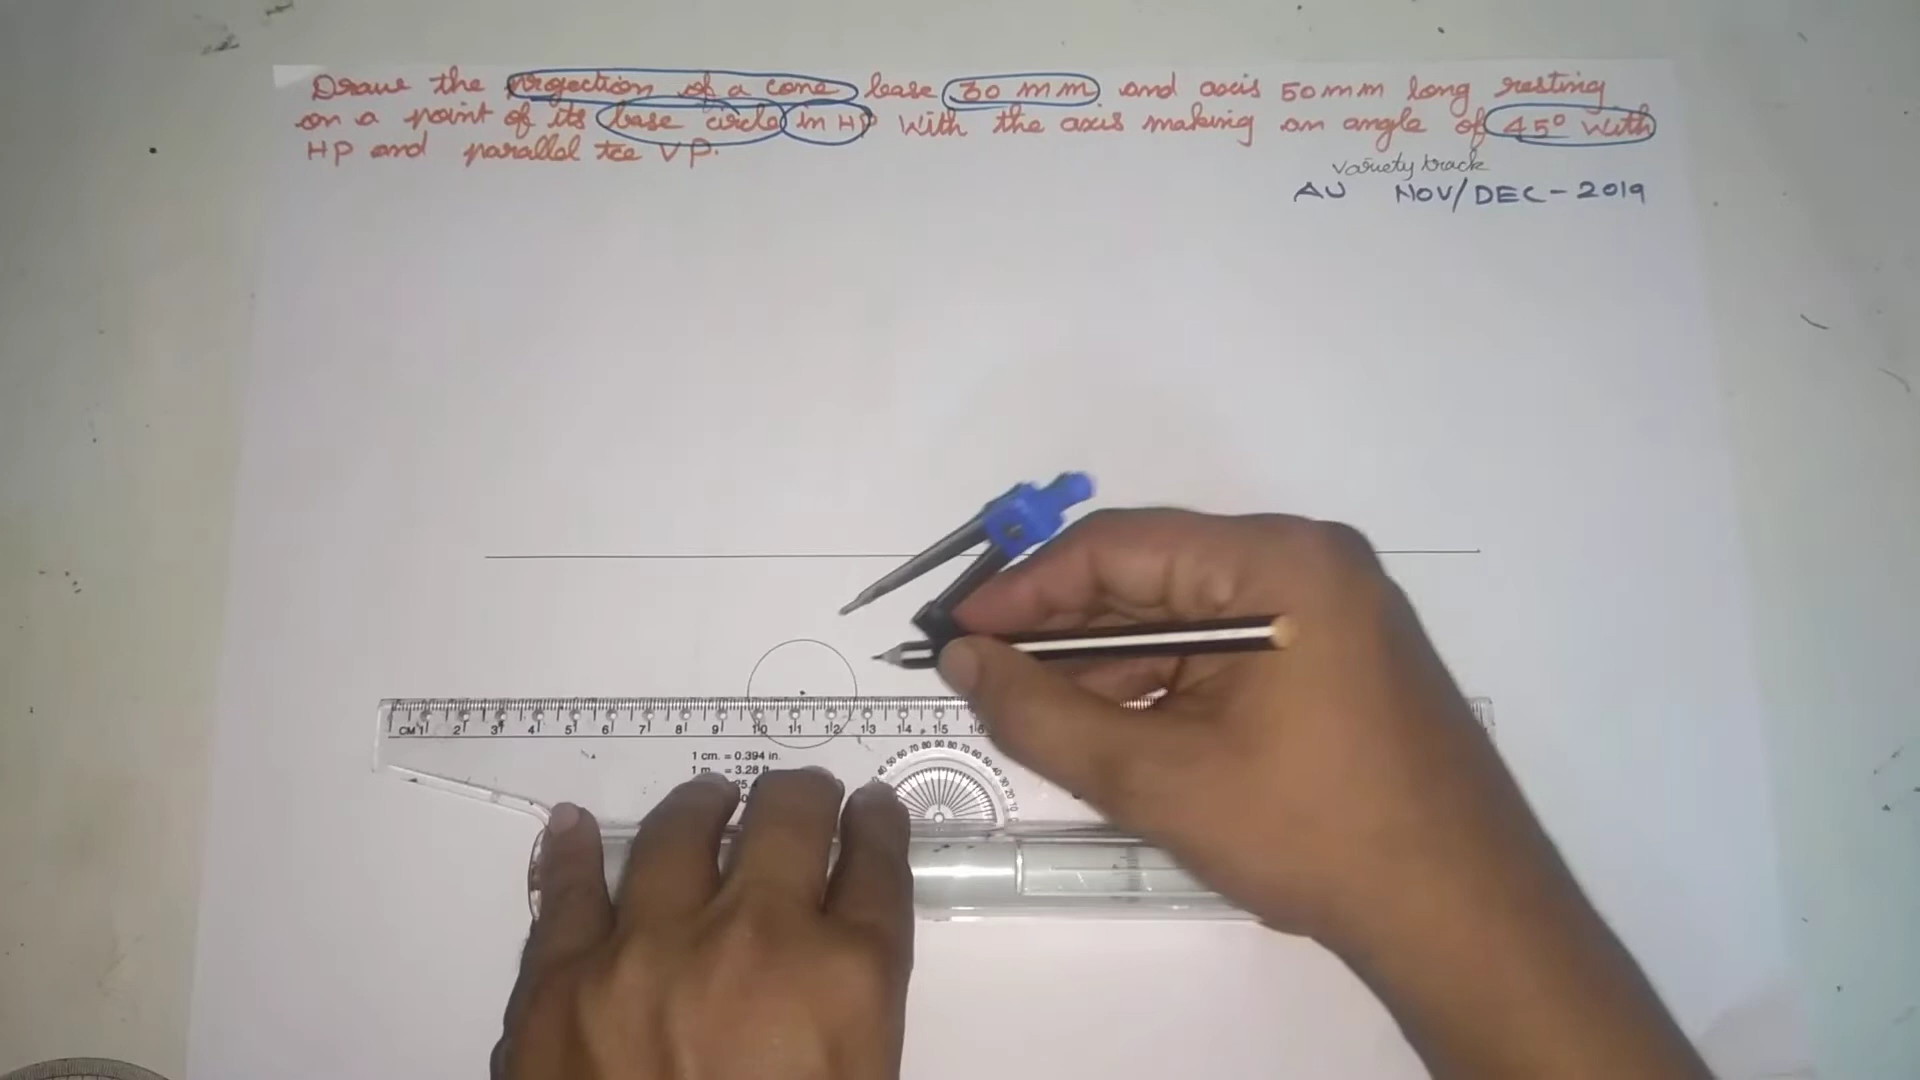 Draw the projection of a cone base 30 mm and axis 50mm long resting
on a point of its base circle in HP with the axis making an angle of 45° with
HP and parallel to VP.
variety track
AU NOV/DEC-2019
CM 1 2 3 4 5 6 7 8 9 10 11 12 13 14 15 16
1 cm. = 0.394 in.
1 m = 3.28 ft